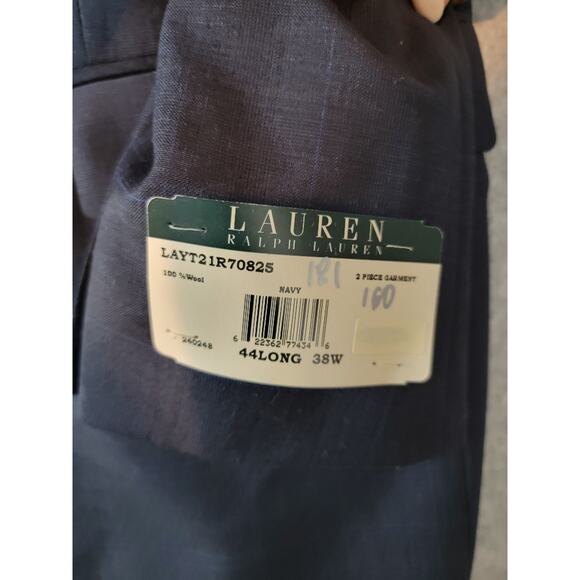 LAUREN
RALPH LAUREN
LAYT21R70825
181
100 %Wool
2 PIECE GARMENT
NAVY
160
240248
6 22362 77434 6
44LONG 38W